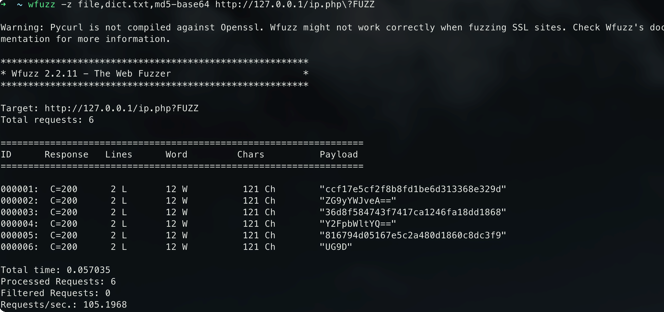 ➜ ~ wfuzz -z file,dict.txt,md5-base64 http://127.0.0.1/ip.php\?FUZZ
Warning: Pycurl is not compiled against Openssl. Wfuzz might not work correctly when fuzzing SSL sites. Check Wfuzz's docu
mentation for more information.
********************************************************
* Wfuzz 2.2.11 - The Web Fuzzer *
********************************************************
Target: http://127.0.0.1/ip.php?FUZZ
Total requests: 6
==================================================================
ID Response Lines Word Chars Payload
==================================================================
000001: C=200 2 L 12 W 121 Ch "ccf17e5cf2f8b8fd1be6d313368e329d"
000002: C=200 2 L 12 W 121 Ch "ZG9yYWJveA=="
000003: C=200 2 L 12 W 121 Ch "36d8f584743f7417ca1246fa18dd1868"
000004: C=200 2 L 12 W 121 Ch "Y2FpbWltYQ=="
000005: C=200 2 L 12 W 121 Ch "816794d05167e5c2a480d1860c8dc3f9"
000006: C=200 2 L 12 W 121 Ch "UG9D"
Total time: 0.057035
Processed Requests: 6
Filtered Requests: 0
Requests/sec.: 105.1968